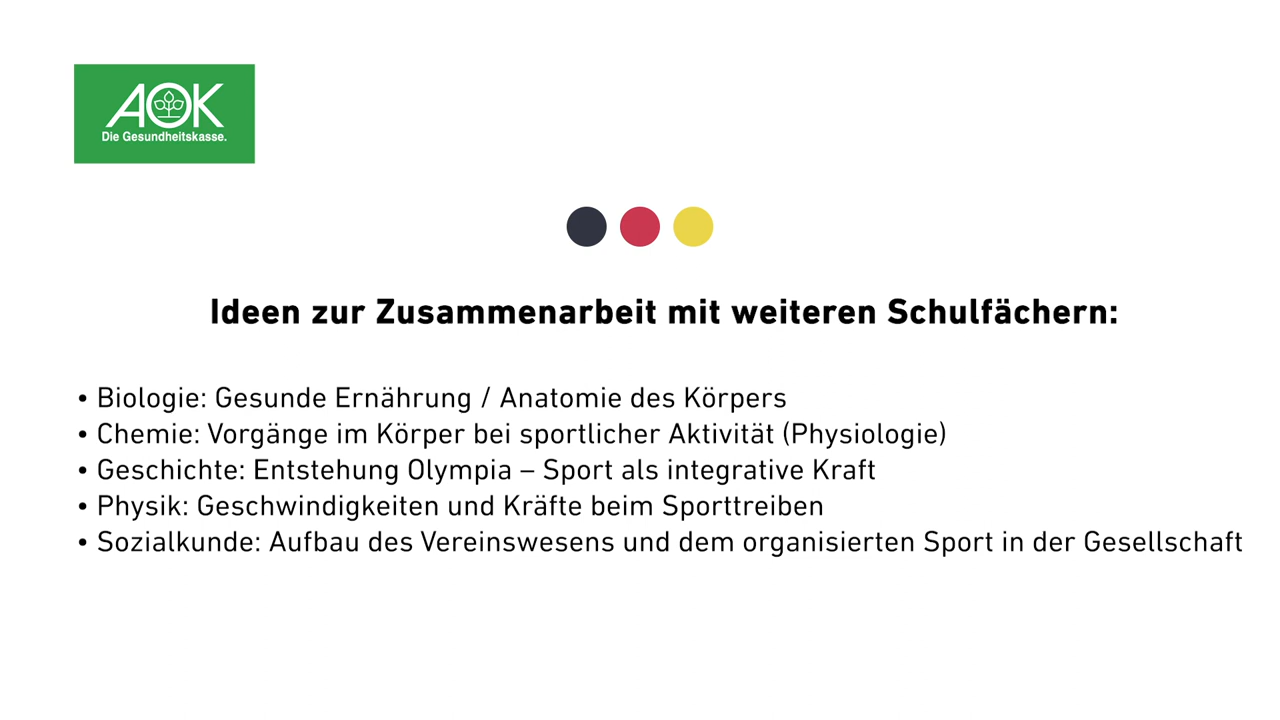 AOK
Die Gesundheitskasse.
Ideen zur Zusammenarbeit mit weiteren Schulfächern:
• Biologie: Gesunde Ernährung / Anatomie des Körpers
• Chemie: Vorgänge im Körper bei sportlicher Aktivität (Physiologie)
• Geschichte: Entstehung Olympia – Sport als integrative Kraft
• Physik: Geschwindigkeiten und Kräfte beim Sporttreiben
• Sozialkunde: Aufbau des Vereinswesens und dem organisierten Sport in der Gesellschaft